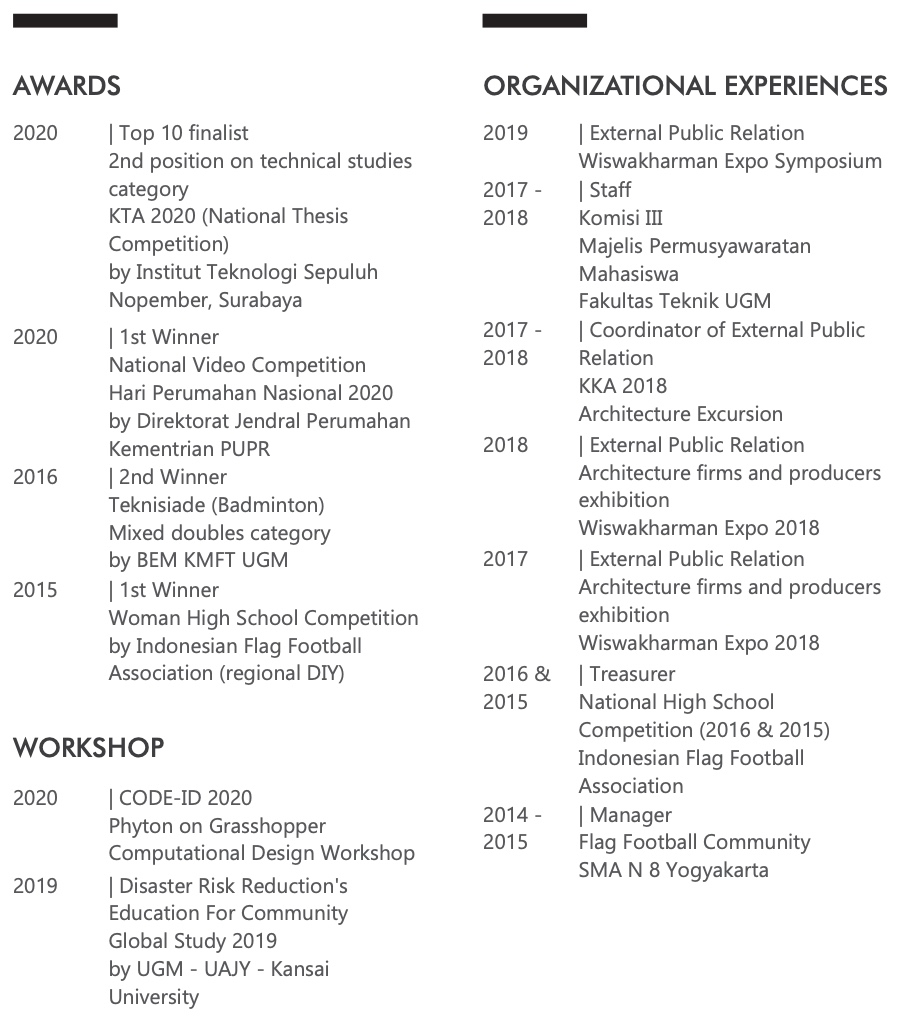 AWARDS
2020 | Top 10 finalist
2nd position on technical studies
category
KTA 2020 (National Thesis
Competition)
by Institut Teknologi Sepuluh
Nopember, Surabaya
2020 | 1st Winner
National Video Competition
Hari Perumahan Nasional 2020
by Direktorat Jendral Perumahan
Kementrian PUPR
2016 | 2nd Winner
Teknisiade (Badminton)
Mixed doubles category
by BEM KMFT UGM
2015 | 1st Winner
Woman High School Competition
by Indonesian Flag Football
Association (regional DIY)
WORKSHOP
2020 | CODE-ID 2020
Phyton on Grasshopper
Computational Design Workshop
2019 | Disaster Risk Reduction's
Education For Community
Global Study 2019
by UGM - UAJY - Kansai
University
ORGANIZATIONAL EXPERIENCES
2019 | External Public Relation
Wiswakharman Expo Symposium
2017 - | Staff
2018 Komisi III
Majelis Permusyawaratan
Mahasiswa
Fakultas Teknik UGM
2017 - | Coordinator of External Public
2018 Relation
KKA 2018
Architecture Excursion
2018 | External Public Relation
Architecture firms and producers
exhibition
Wiswakharman Expo 2018
2017 | External Public Relation
Architecture firms and producers
exhibition
Wiswakharman Expo 2018
2016 & | Treasurer
2015 National High School
Competition (2016 & 2015)
Indonesian Flag Football
Association
2014 - | Manager
2015 Flag Football Community
SMA N 8 Yogyakarta